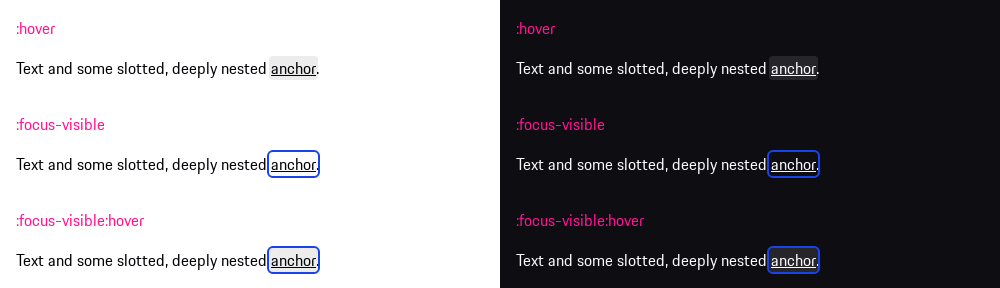 :hover
Text and some slotted, deeply nested anchor.
:focus-visible
Text and some slotted, deeply nested anchor.
:focus-visible:hover
Text and some slotted, deeply nested anchor.
:hover
Text and some slotted, deeply nested anchor.
:focus-visible
Text and some slotted, deeply nested anchor.
:focus-visible:hover
Text and some slotted, deeply nested anchor.